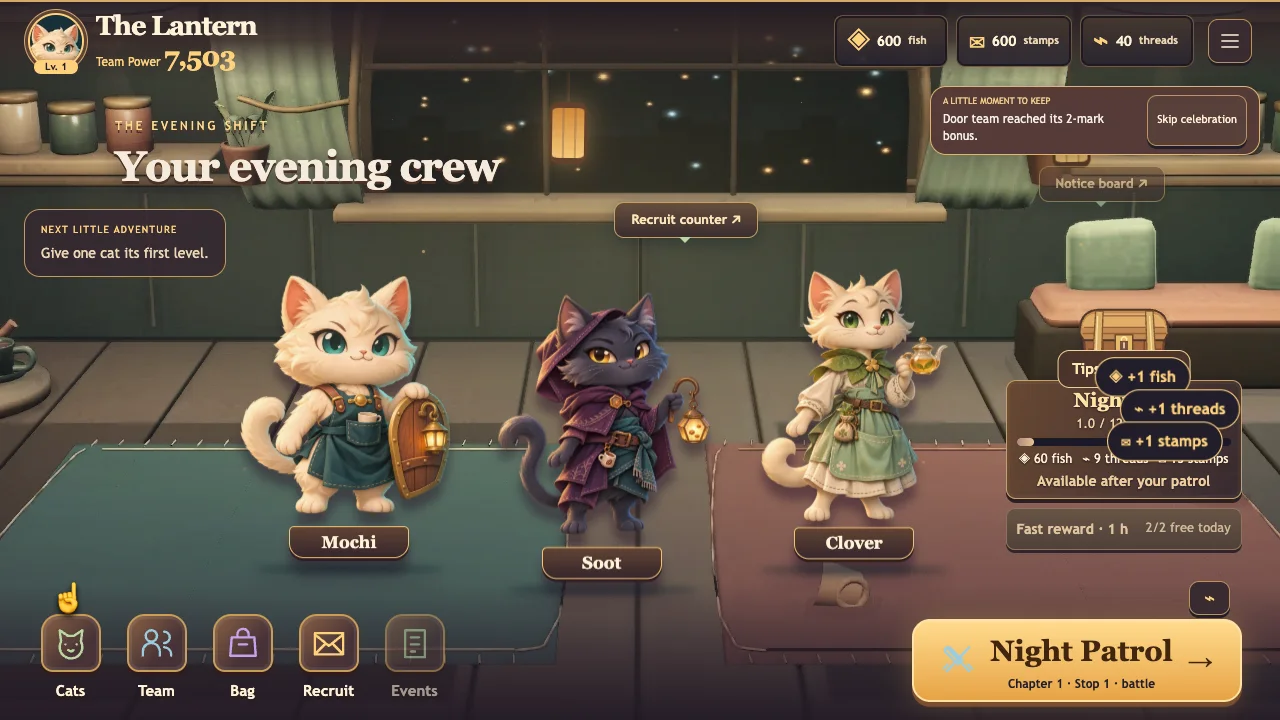 The Lantern
Lv. 1
Team Power 7,503
600 fish
600 stamps
40 threads
A LITTLE MOMENT TO KEEP
Door team reached its 2-mark
bonus.
Skip celebration
THE EVENING SHIFT
Your evening crew
Notice board ↗
Recruit counter ↗
NEXT LITTLE ADVENTURE
Give one cat its first level.
Tips
+1 fish
+1 threads
+1 stamps
1.0 /
60 fish
9
Available after your patrol
Fast reward · 1 h
2/2 free today
Mochi
Soot
Clover
Cats
Team
Bag
Recruit
Events
Night Patrol →
Chapter 1 · Stop 1 · battle